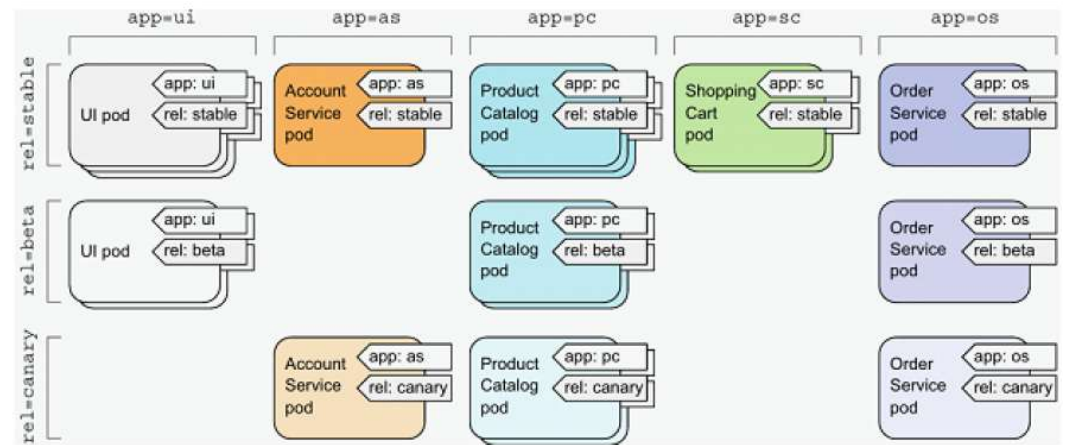 app=ui
app=as
app=pc
app=sc
app=os
rel=stable
UI pod
app: ui
rel: stable
Account
Service
pod
app: as
rel: stable
Product
Catalog
pod
app: pc
rel: stable
Shopping
Cart
pod
app: sc
rel: stable
Order
Service
pod
app: os
rel: stable
rel=beta
UI pod
app: ui
rel: beta
Product
Catalog
pod
app: pc
rel: beta
Order
Service
pod
app: os
rel: beta
rel=canary
Account
Service
pod
app: as
rel: canary
Product
Catalog
pod
app: pc
rel: canary
Order
Service
pod
app: os
rel: canary